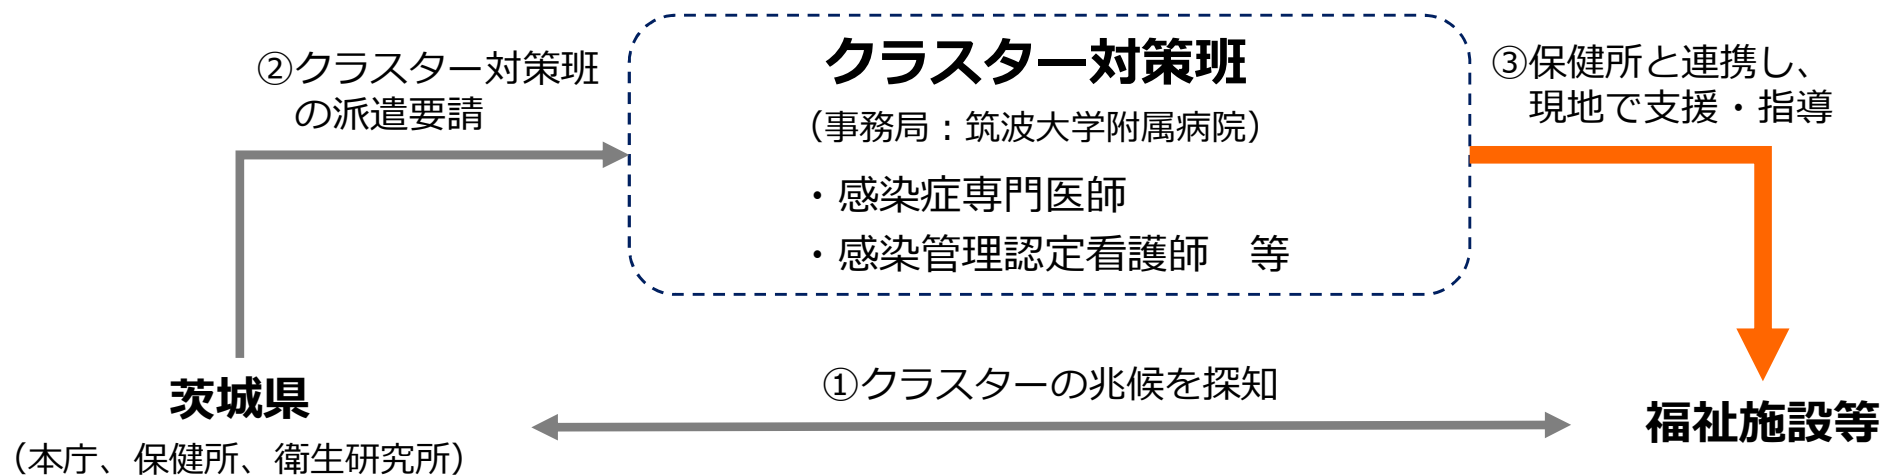 ②クラスター対策班
の派遣要請
クラスター対策班
（事務局：筑波大学附属病院）
・感染症専門医師
・感染管理認定看護師　等
③保健所と連携し、
現地で支援・指導
①クラスターの兆候を探知
茨城県
（本庁、保健所、衛生研究所）
福祉施設等